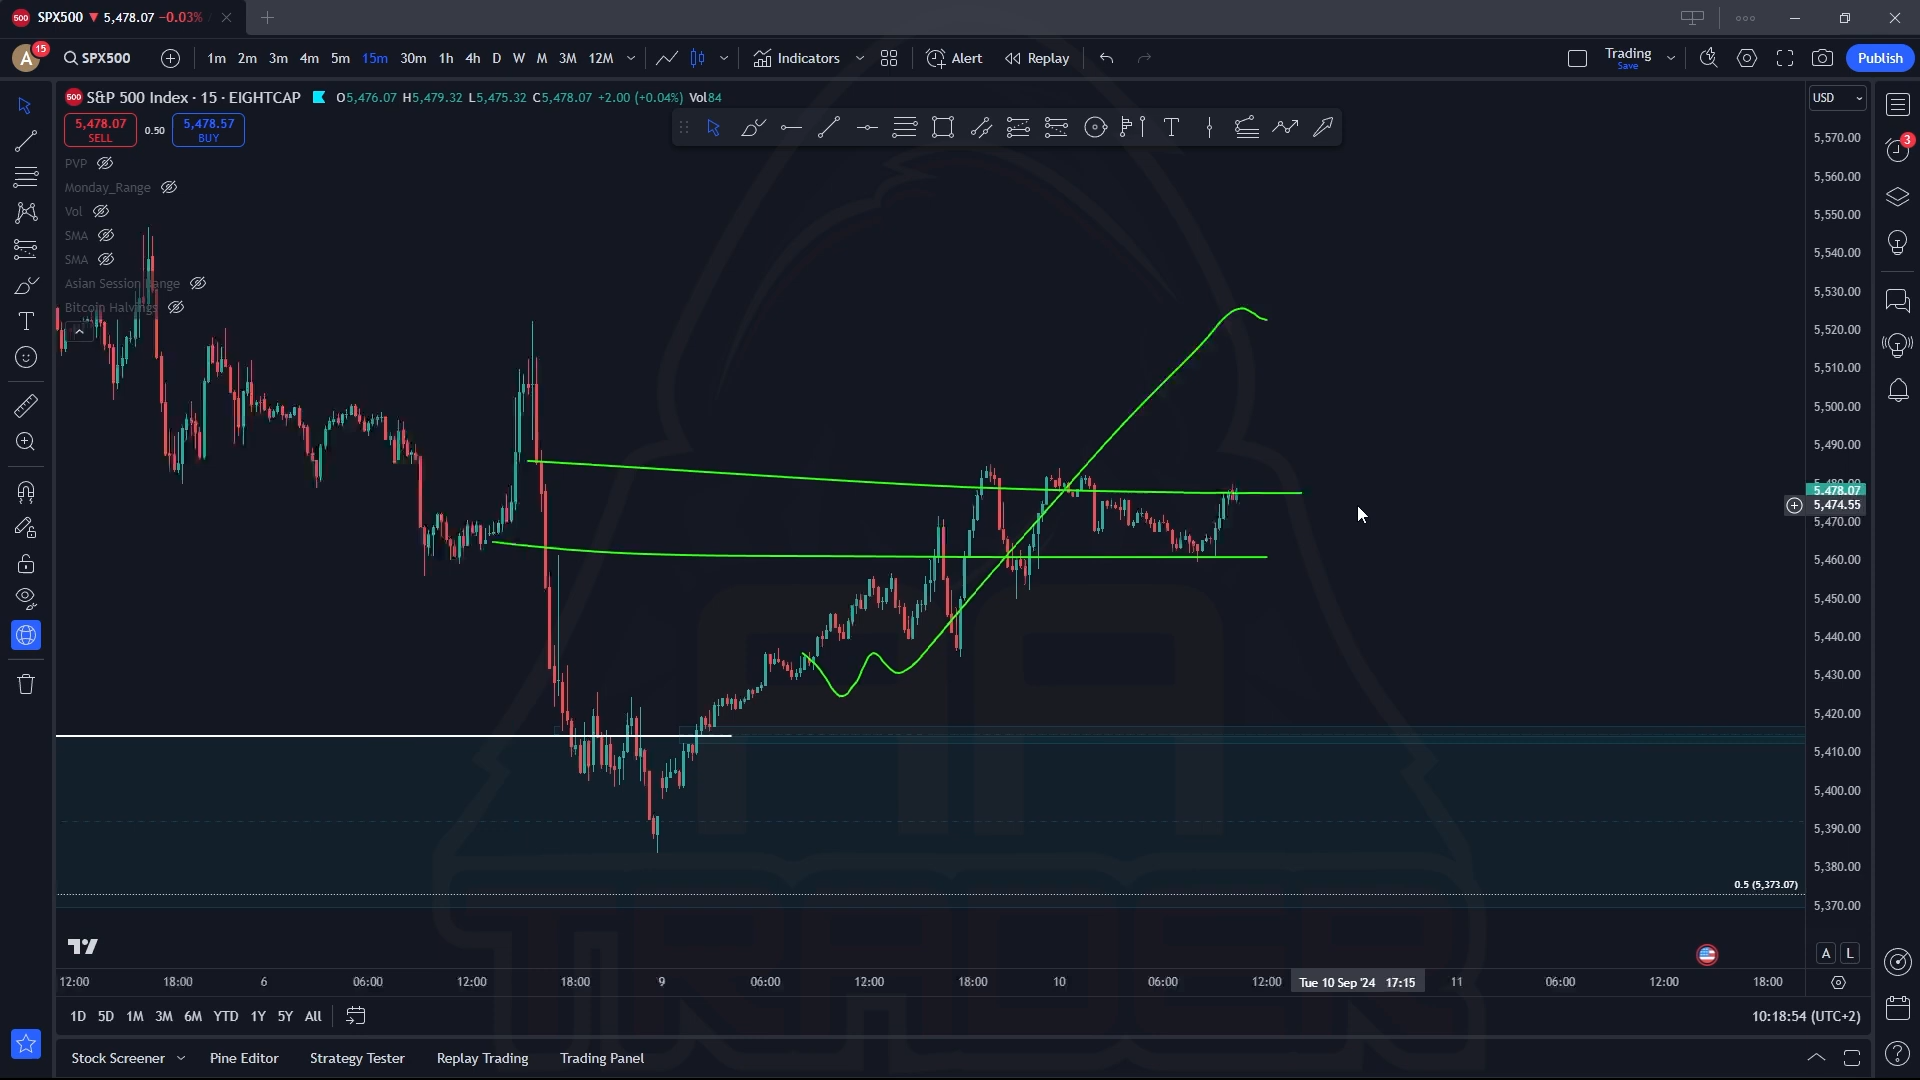 500 SPX500 ▼ 5,478.07 −0.03% /
A 15 SPX500 1m 2m 3m 4m 5m 15m 30m 1h 4h D W M 3M 12M Indicators Alert Replay Trading Save Publish
500 S&P 500 Index · 15 · EIGHTCAP O5,476.07 H5,479.32 L5,475.32 C5,478.07 +2.00 (+0.04%) Vol84 USD
5,478.07 SELL 0.50 5,478.57 BUY
PVP
Monday_Range
Vol
SMA
SMA
Asian Session Range
Bitcoin Halvings
3
5,570.00
5,560.00
5,550.00
5,540.00
5,530.00
5,520.00
5,510.00
5,500.00
5,490.00
5,478.07
5,474.55
5,470.00
5,460.00
5,450.00
5,440.00
5,430.00
5,420.00
5,410.00
5,400.00
5,390.00
5,380.00
0.5 (5,373.07)
5,370.00
AA
TRADER
A L
12:00 18:00 6 06:00 12:00 18:00 9 06:00 12:00 18:00 10 06:00 12:00 Tue 10 Sep '24 17:15 11 06:00 12:00 18:00
1D 5D 1M 3M 6M YTD 1Y 5Y All 10:18:54 (UTC+2)
Stock Screener Pine Editor Strategy Tester Replay Trading Trading Panel